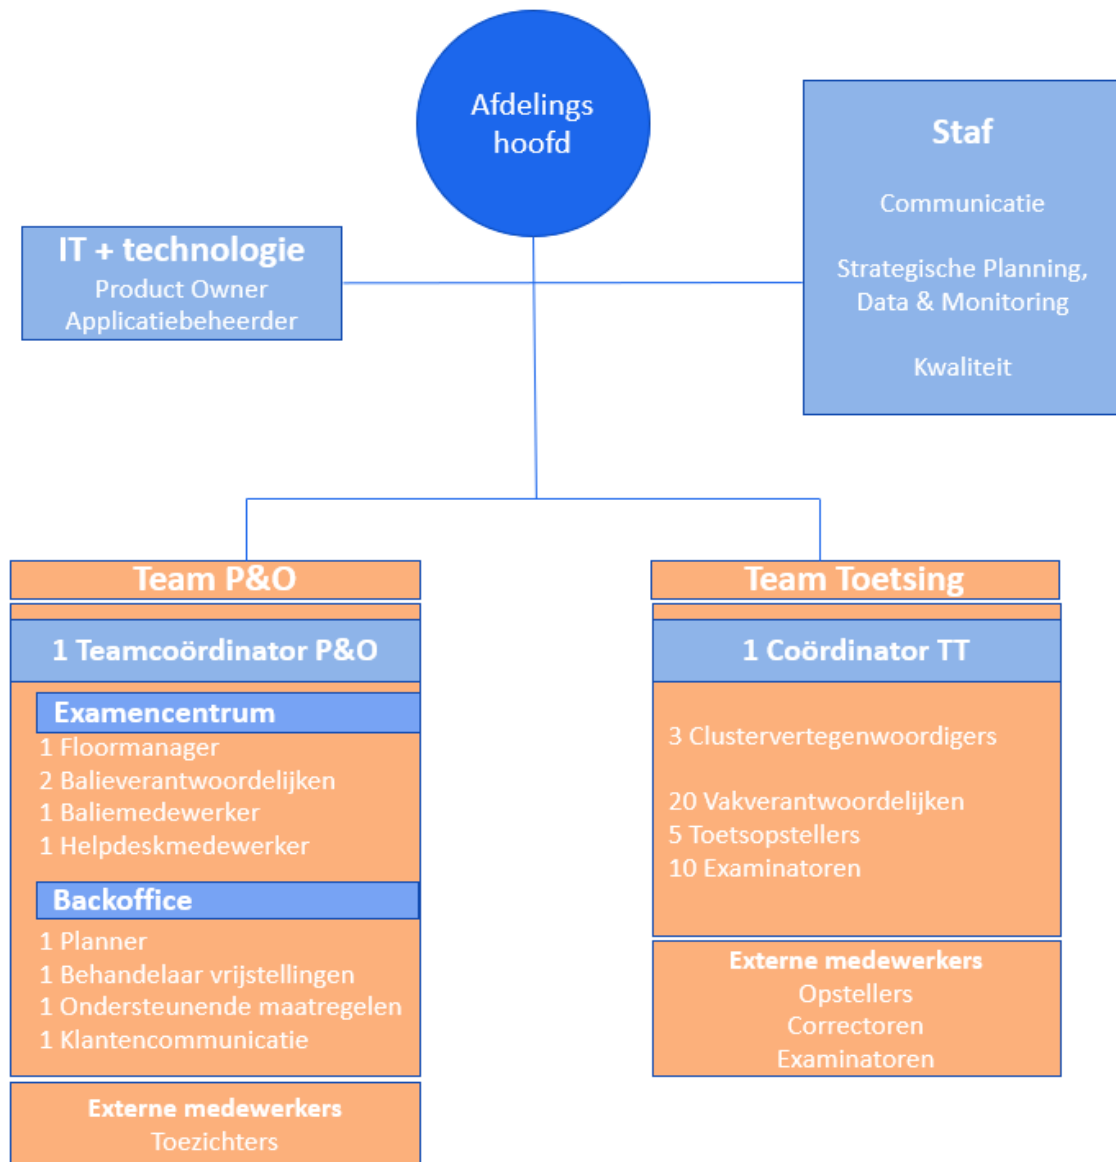 Afdelings
hoofd
Staf
Communicatie
Strategische Planning,
Data & Monitoring
Kwaliteit
IT + technologie
Product Owner
Applicatiebeheerder
Team P&O
1 Teamcoördinator P&O
Examencentrum
1 Floormanager
2 Balieverantwoordelijken
1 Baliemedewerker
1 Helpdeskmedewerker
Backoffice
1 Planner
1 Behandelaar vrijstellingen
1 Ondersteunende maatregelen
1 Klantencommunicatie
Externe medewerkers
Toezichters
Team Toetsing
1 Coördinator TT
3 Clustervertegenwoordigers
20 Vakverantwoordelijken
5 Toetsopstellers
10 Examinatoren
Externe medewerkers
Opstellers
Correctoren
Examinatoren